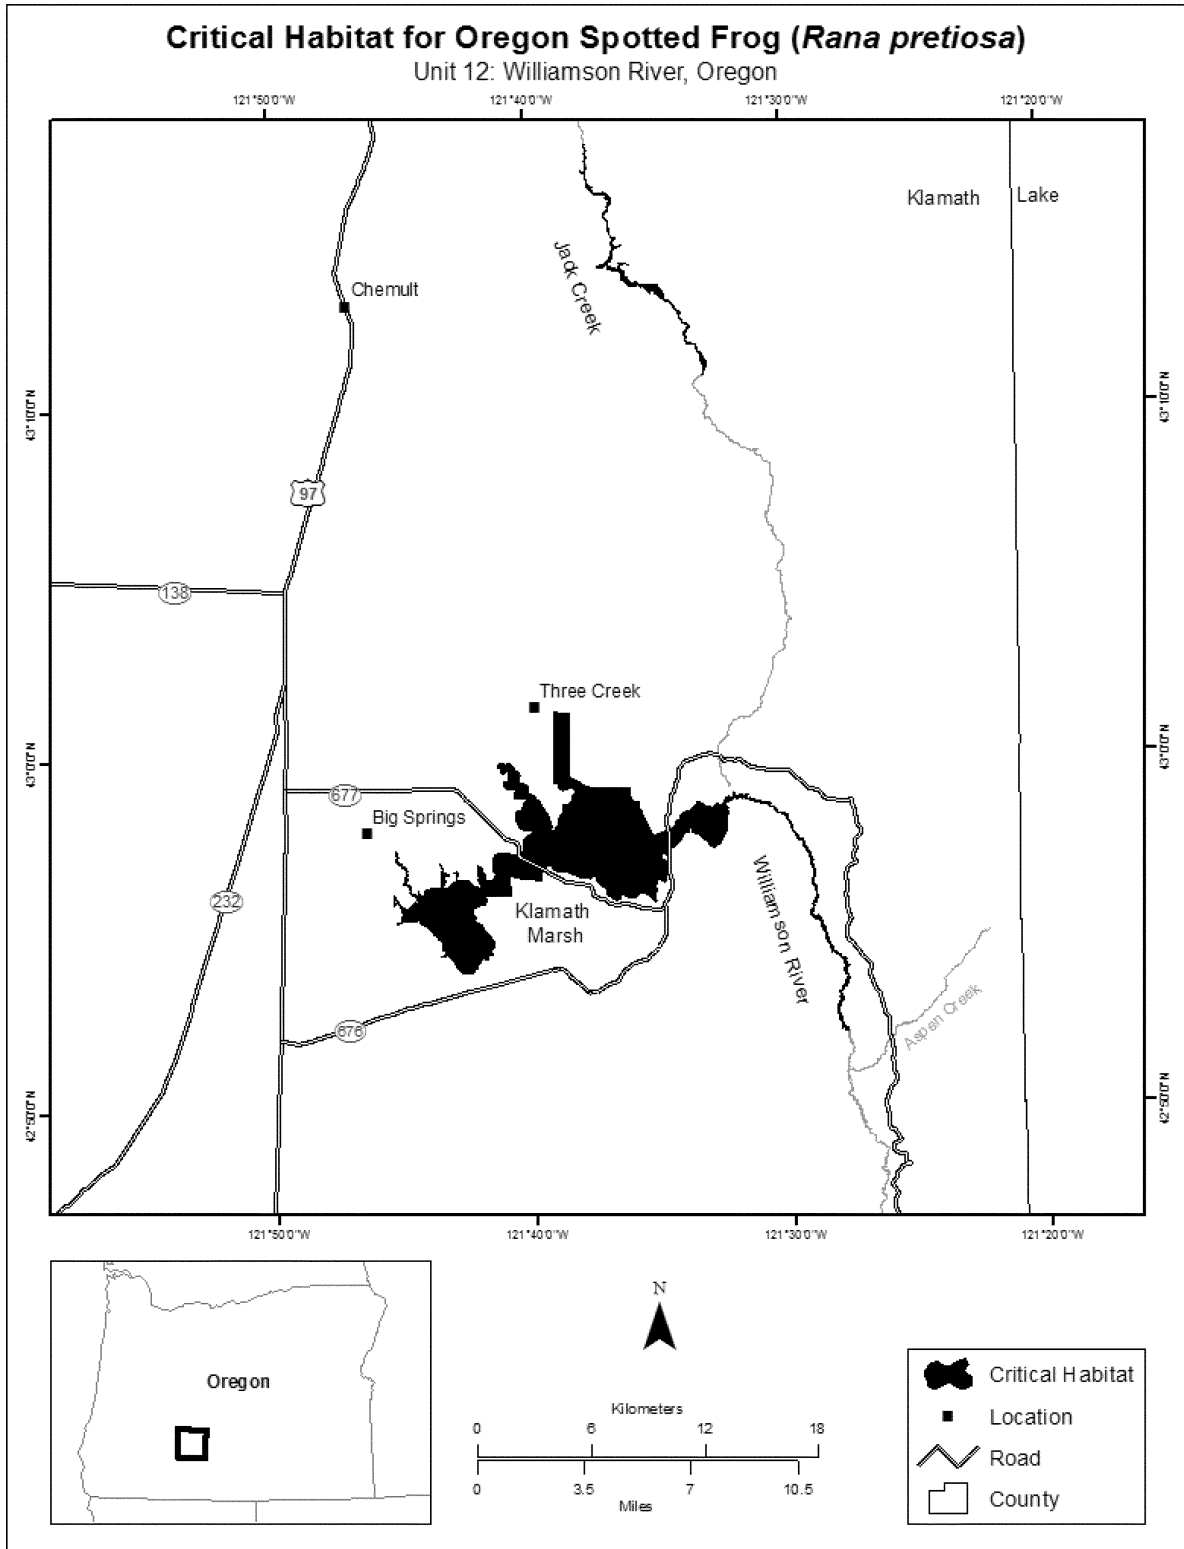 Critical Habitat for Oregon Spotted Frog (Rana pretiosa)
Unit 12: Williamson River, Oregon
121°50'0"W 121°40'0"W 121°30'0"W 121°20'0"W
Klamath Lake
Jack Creek
Chemult
43°10'0"N 43°10'0"N
97
138
Three Creek
43°0'0"N 43°0'0"N
677
Big Springs
232
Klamath
Marsh
Williamson River
Aspen Creek
676
42°50'0"N 42°50'0"N
121°50'0"W 121°40'0"W 121°30'0"W 121°20'0"W
Oregon
N
Kilometers
0 6 12 18
0 3.5 7 10.5
Miles
Critical Habitat
Location
Road
County